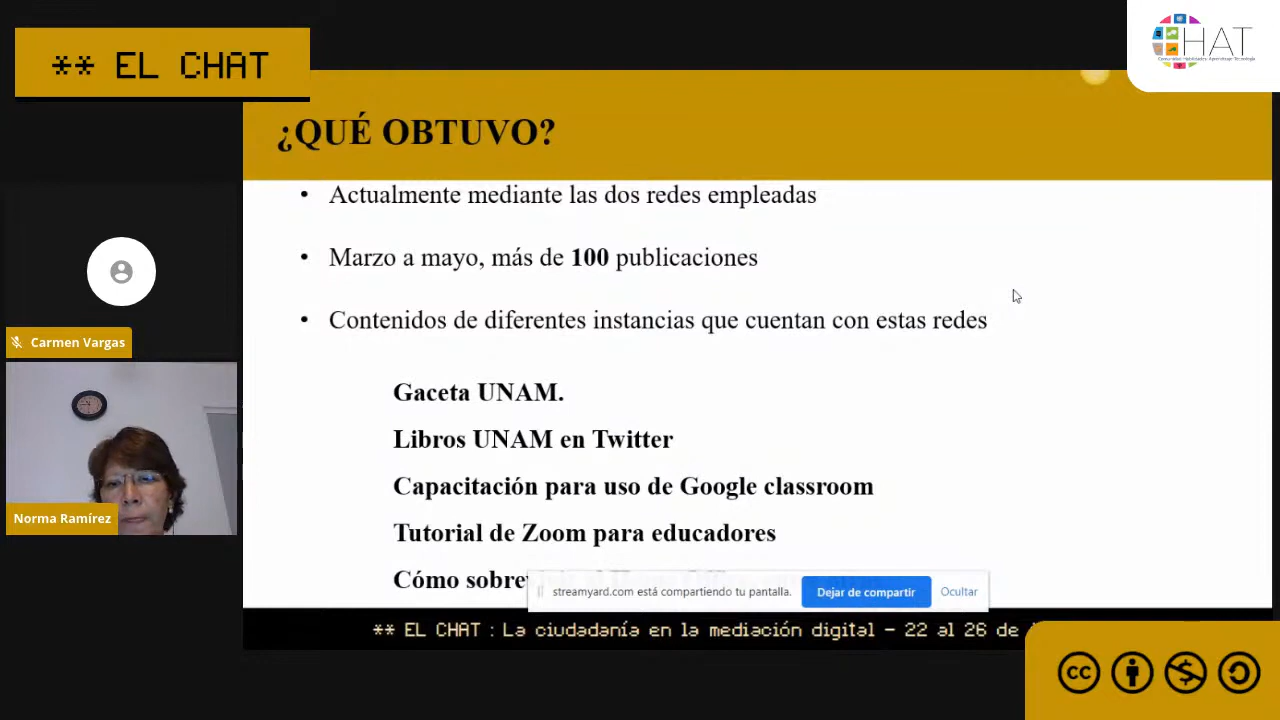 ** EL CHAT
HAT
¿QUÉ OBTUVO?
• Actualmente mediante las dos redes empleadas
• Marzo a mayo, más de 100 publicaciones
• Contenidos de diferentes instancias que cuentan con estas redes
Gaceta UNAM.
Libros UNAM en Twitter
Capacitación para uso de Google classroom
Tutorial de Zoom para educadores
Cómo
Carmen Vargas
Norma Ramírez
streamyard.com está compartiendo tu pantalla.
Dejar de compartir
Ocultar
** EL CHAT : La ciudadanía en la mediación digital – 22 al 26 de
cc